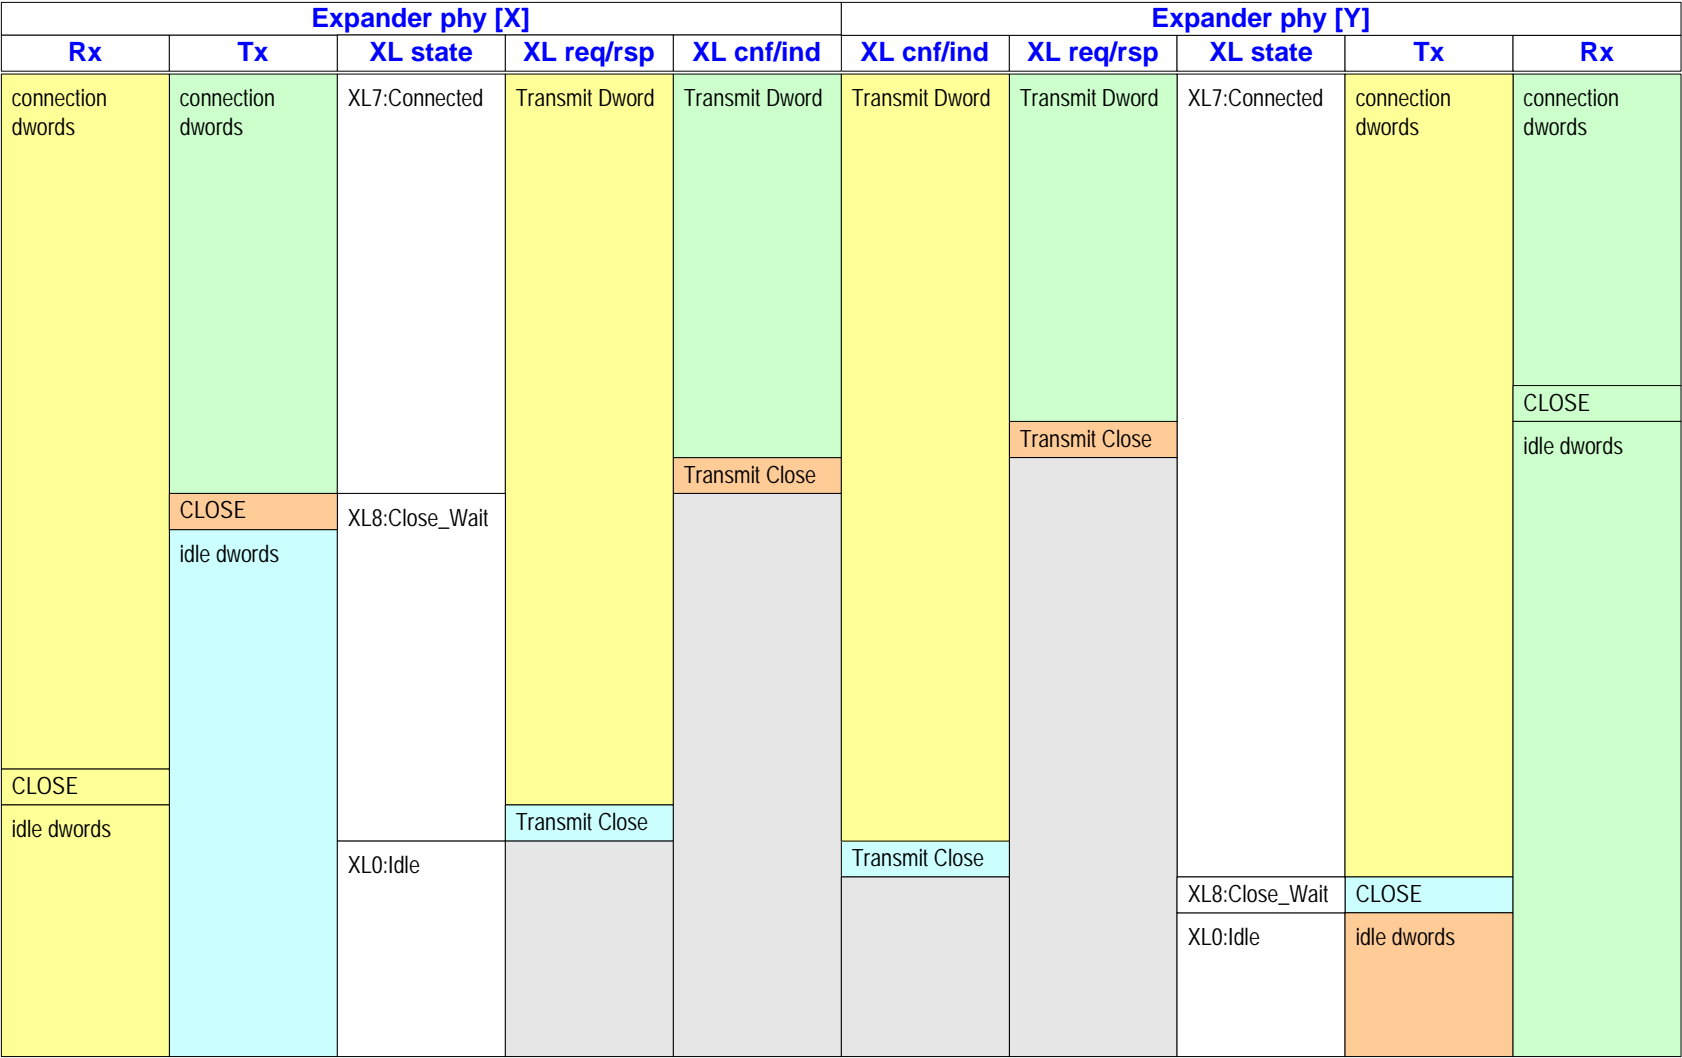 Expander phy [X] Expander phy [Y]
Rx Tx XL state XL req/rsp XL cnf/ind XL cnf/ind XL req/rsp XL state Tx Rx
connection connection XL7:Connected Transmit Dword Transmit Dword Transmit Dword Transmit Dword XL7:Connected connection connection
dwords dwords dwords dwords
CLOSE
Transmit Close idle dwords
Transmit Close
CLOSE XL8:Close_Wait
idle dwords
CLOSE
idle dwords Transmit Close
XL0:Idle Transmit Close
XL8:Close_Wait CLOSE
XL0:Idle idle dwords